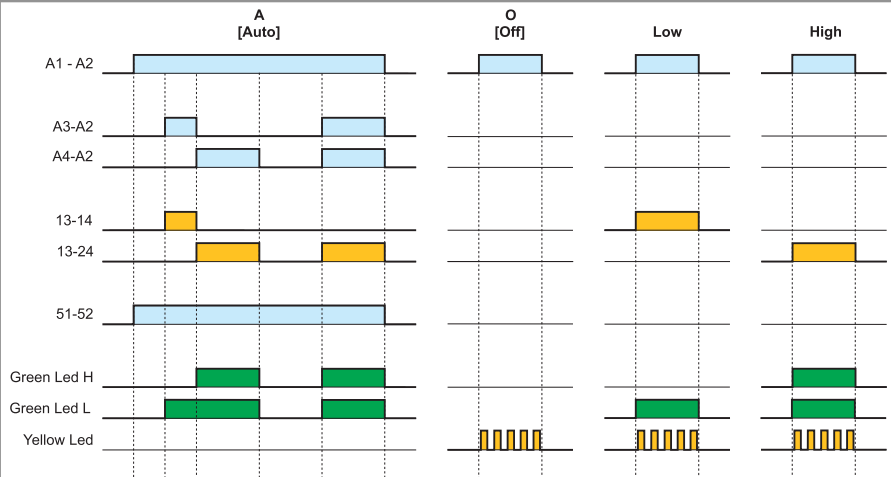 A
[Auto]
O
[Off]
Low
High
A1 - A2
A3-A2
A4-A2
13-14
13-24
51-52
Green Led H
Green Led L
Yellow Led